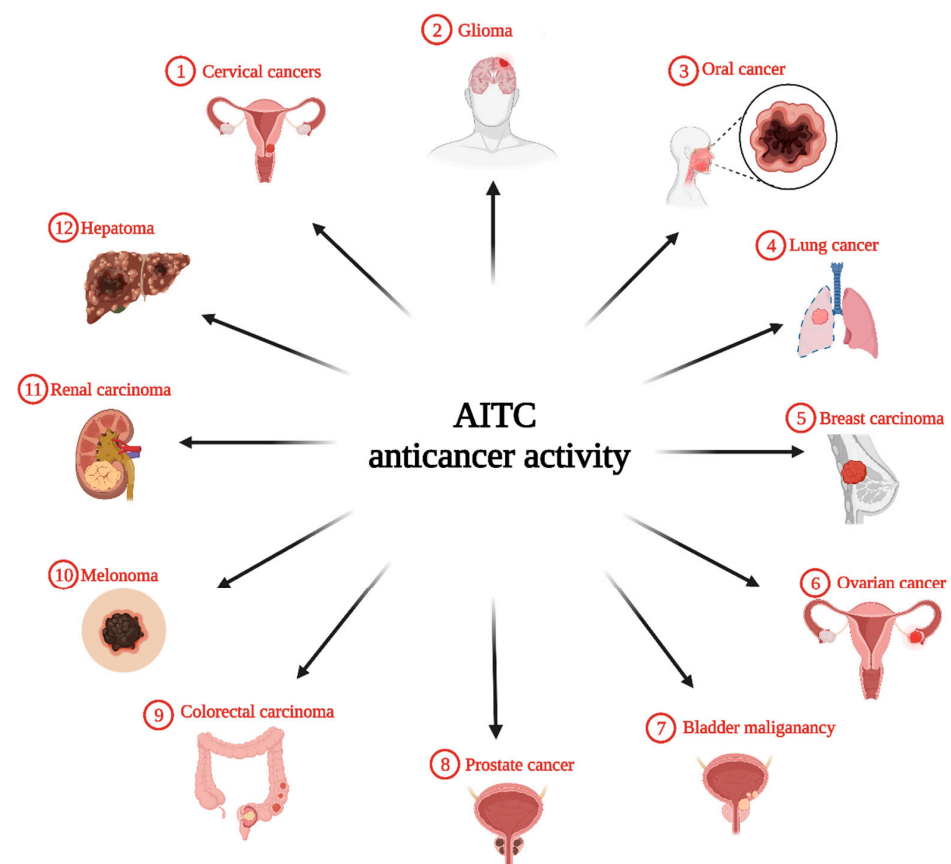 1 Cervical cancers
2 Glioma
3 Oral cancer
4 Lung cancer
5 Breast carcinoma
6 Ovarian cancer
7 Bladder maliganancy
8 Prostate cancer
9 Colorectal carcinoma
10 Melonoma
11 Renal carcinoma
12 Hepatoma
AITC
anticancer activity